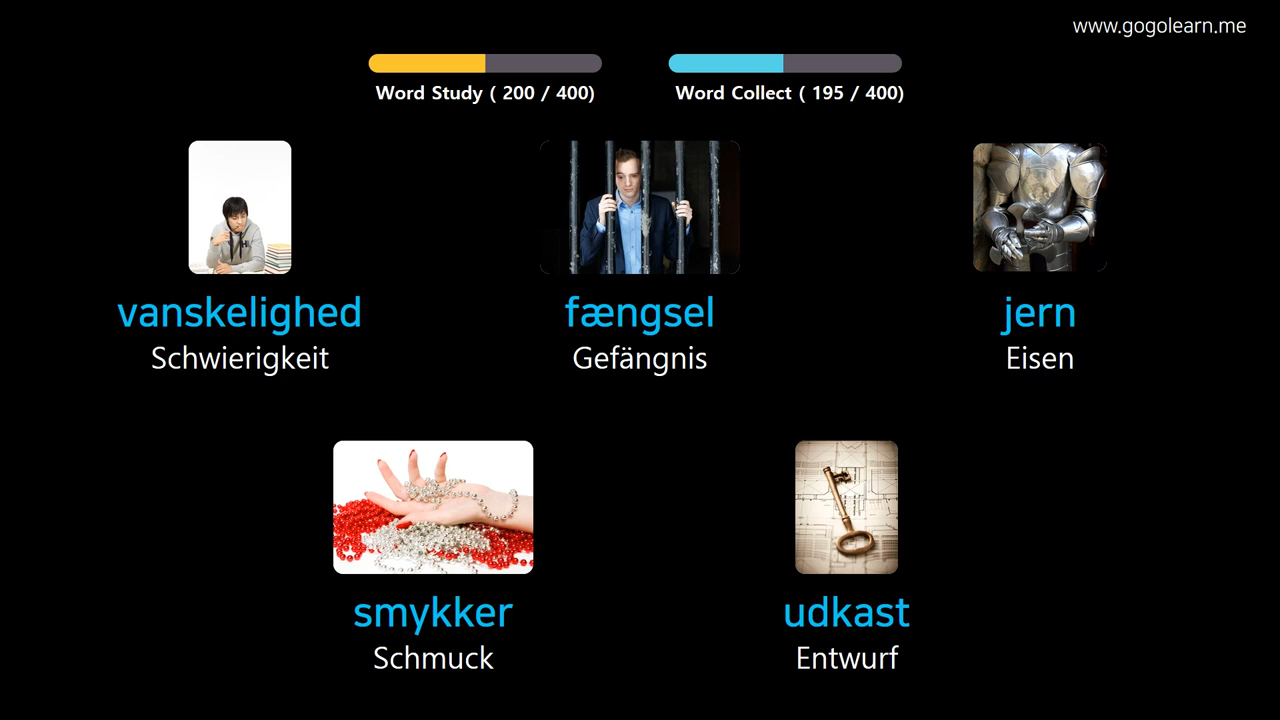 www.gogolearn.me
Word Study ( 200 / 400)
Word Collect ( 195 / 400)
vanskelighed
Schwierigkeit
fængsel
Gefängnis
jern
Eisen
smykker
Schmuck
udkast
Entwurf